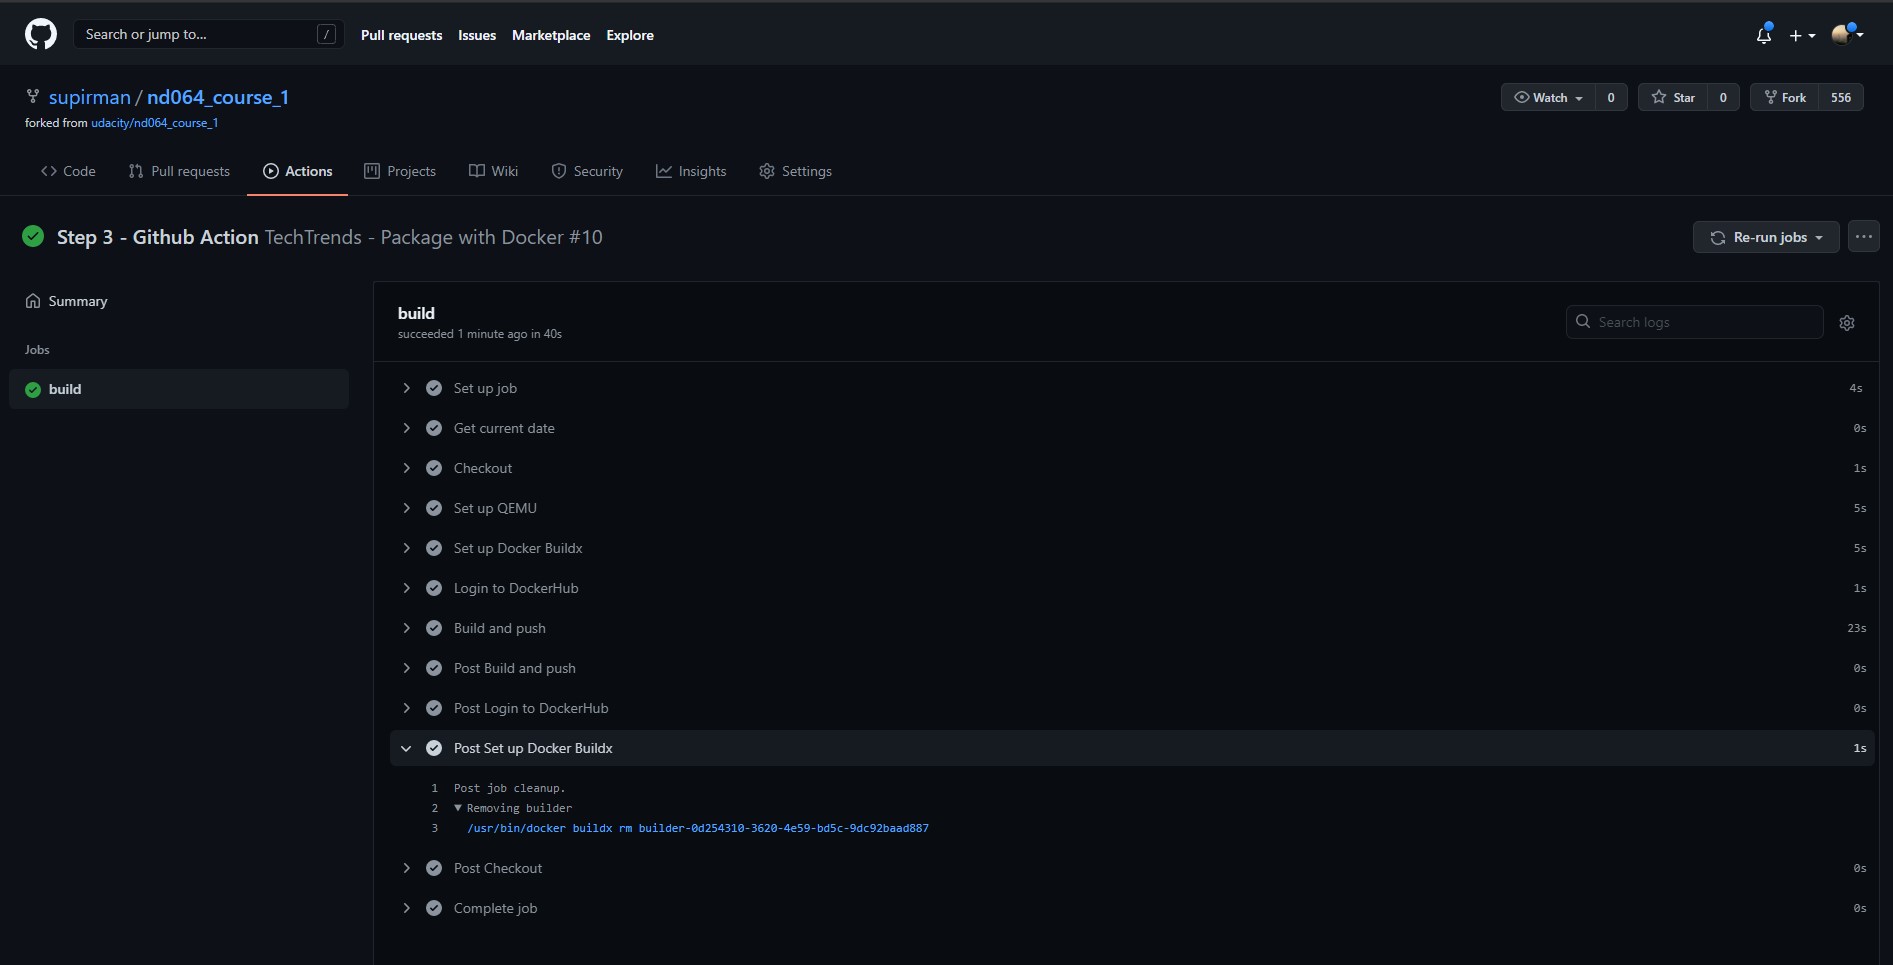 Search or jump to... /
Pull requests Issues Marketplace Explore
supirman / nd064_course_1
forked from udacity/nd064_course_1
Watch 0 Star 0 Fork 556
Code Pull requests Actions Projects Wiki Security Insights Settings
Step 3 - Github Action TechTrends - Package with Docker #10
Re-run jobs
Summary
Jobs
build
build
succeeded 1 minute ago in 40s
Search logs
Set up job 4s
Get current date 0s
Checkout 1s
Set up QEMU 5s
Set up Docker Buildx 5s
Login to DockerHub 1s
Build and push 23s
Post Build and push 0s
Post Login to DockerHub 0s
Post Set up Docker Buildx 1s
1 Post job cleanup.
2 ▼ Removing builder
3 /usr/bin/docker buildx rm builder-0d254310-3620-4e59-bd5c-9dc92baad887
Post Checkout 0s
Complete job 0s